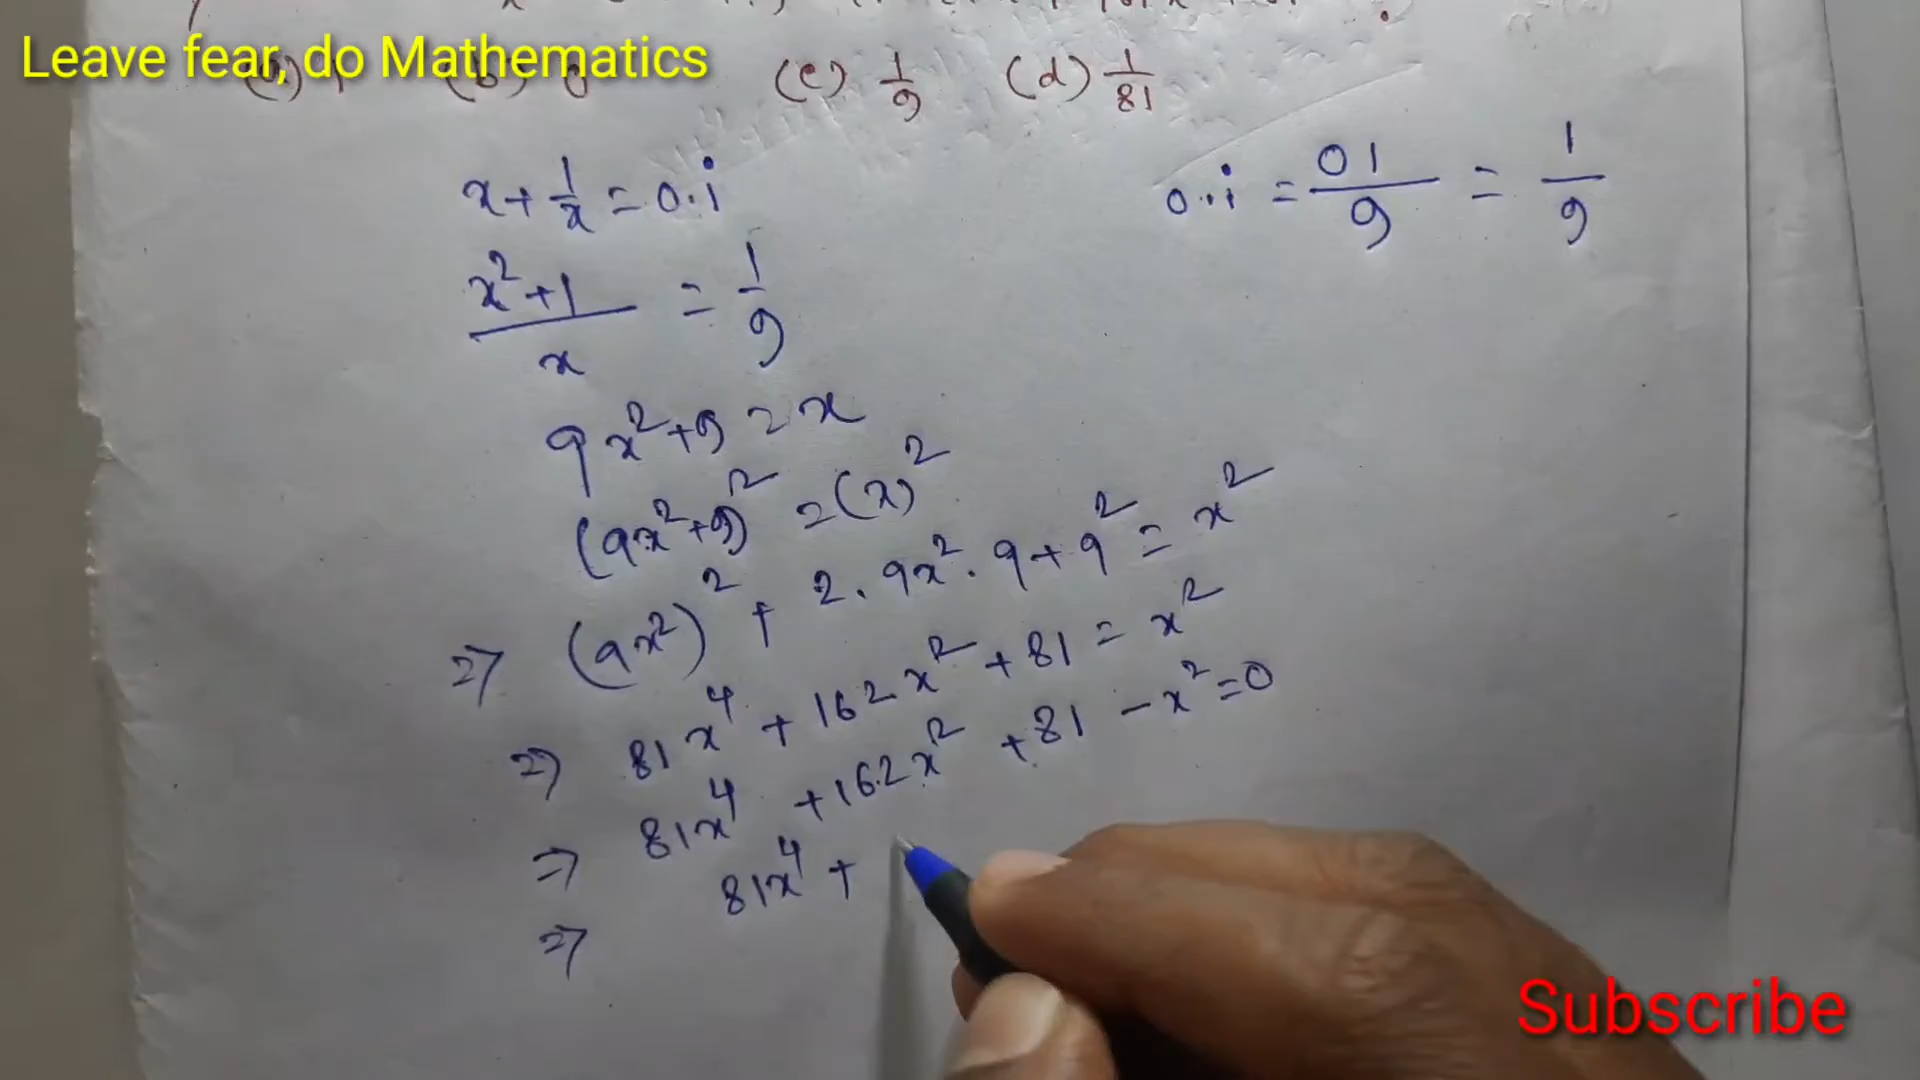 Leave fear, do Mathematics
(c) 1/9 (d) 1/81
x + 1/x = 0.i
0.i = 01/9 = 1/9
x²+1/x = 1/9
9x²+9 = x
(9x²+9)² = (x)²
⇒ (9x²)² + 2 . 9x² . 9 + 9² = x²
⇒ 81x⁴ + 162x² + 81 = x²
⇒ 81x⁴ + 162x² + 81 - x² = 0
⇒ 81x⁴ +
Subscribe